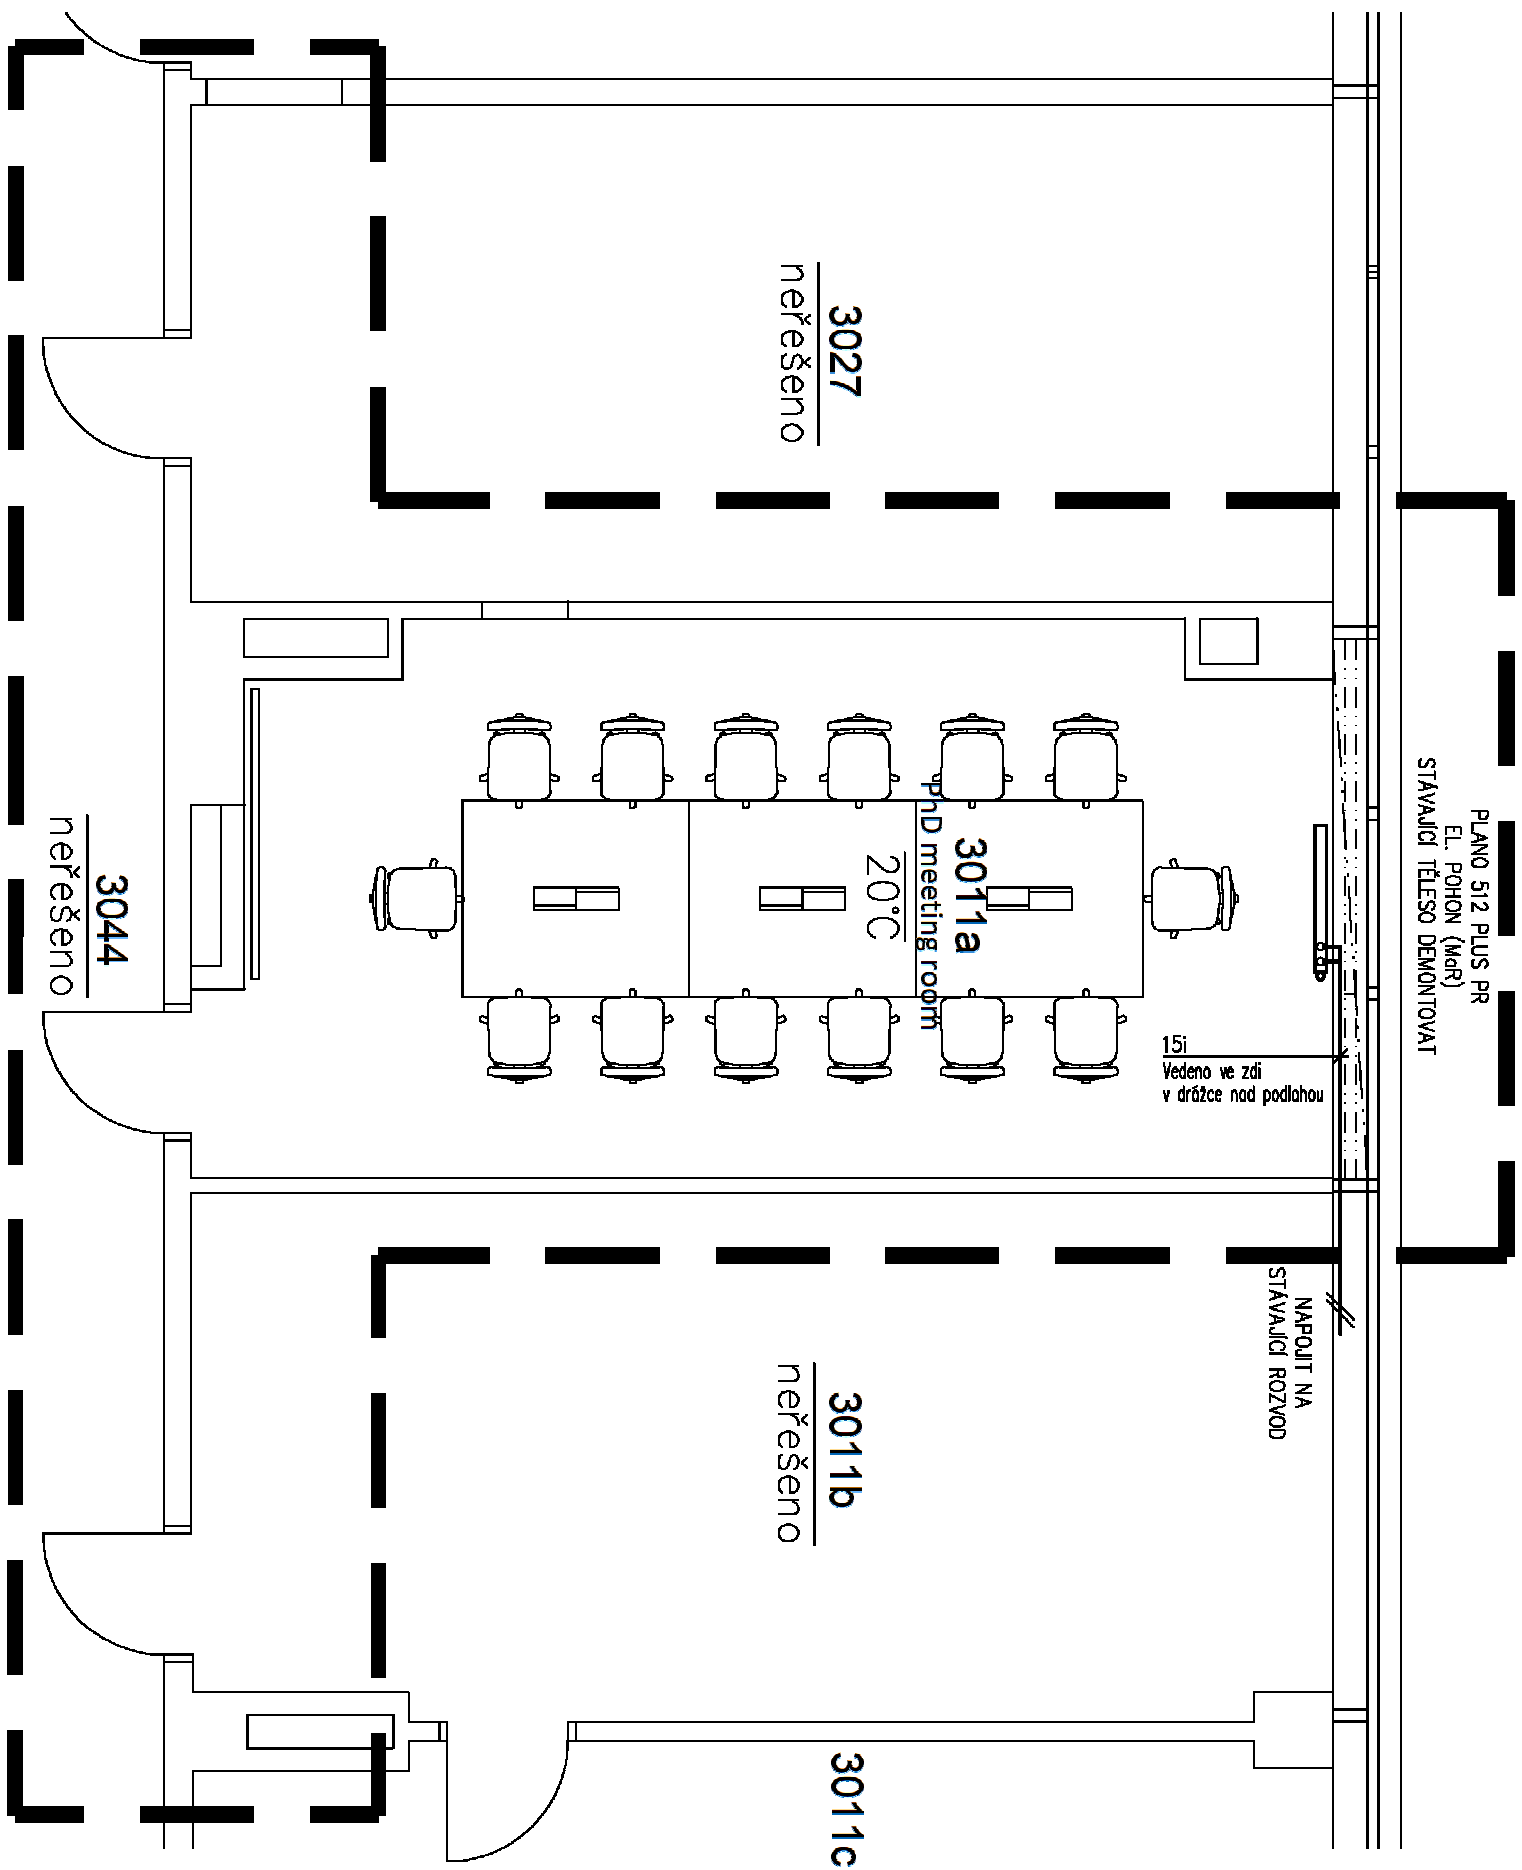 3027
neřešeno
PLANO 512 PLUS PR
EL. POHON (MaR)
STÁVAJÍCÍ TĚLESO DEMONTOVAT
3011a
PhD meeting room
20°C
3044
neřešeno
15i
Vedeno ve zdi
v drážce nad podlahou
NAPOJIT NA
STÁVAJÍCÍ ROZVOD
3011b
neřešeno
3011c